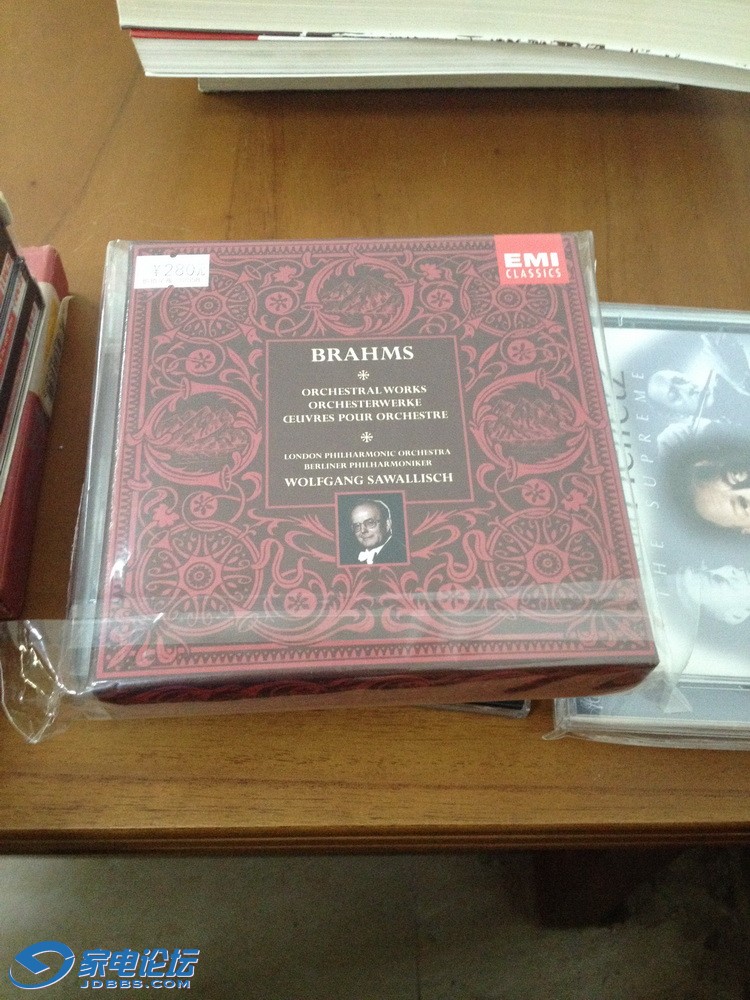 ¥280
EMI
CLASSICS
BRAHMS
ORCHESTRAL WORKS
ORCHESTERWERKE
ŒUVRES POUR ORCHESTRE
LONDON PHILHARMONIC ORCHESTRA
BERLINER PHILHARMONIKER
WOLFGANG SAWALLISCH
THE SUPREME
家电论坛
JDBBS.COM